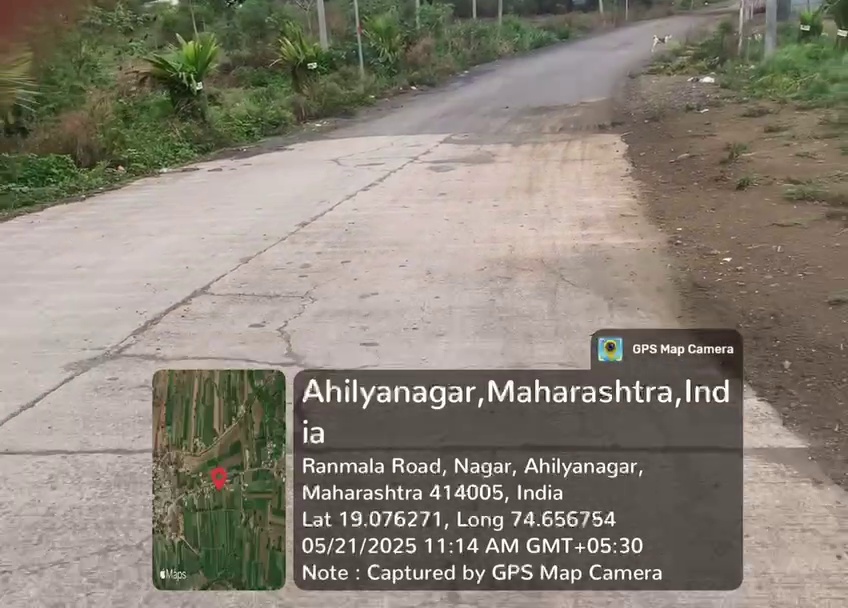 GPS Map Camera
Ahilyanagar,Maharashtra,Ind
ia
Ranmala Road, Nagar, Ahilyanagar,
Maharashtra 414005, India
Lat 19.076271, Long 74.656754
05/21/2025 11:14 AM GMT+05:30
Note : Captured by GPS Map Camera
Maps